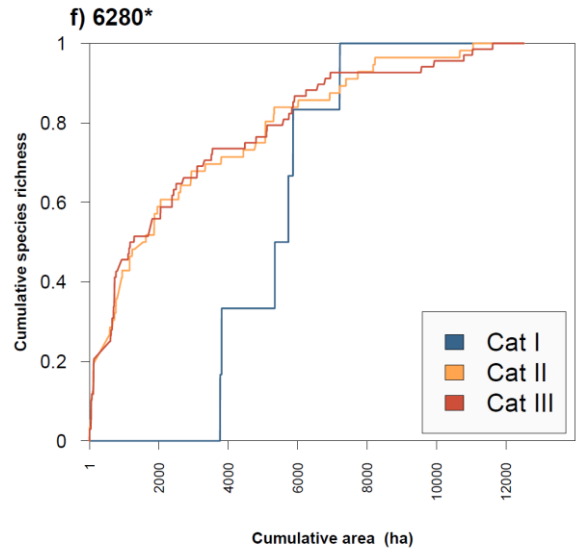 f) 6280*
Cumulative species richness
1
0.8
0.6
0.4
0.2
0
Cat I
Cat II
Cat III
1
2000
4000
6000
8000
10000
12000
Cumulative area (ha)